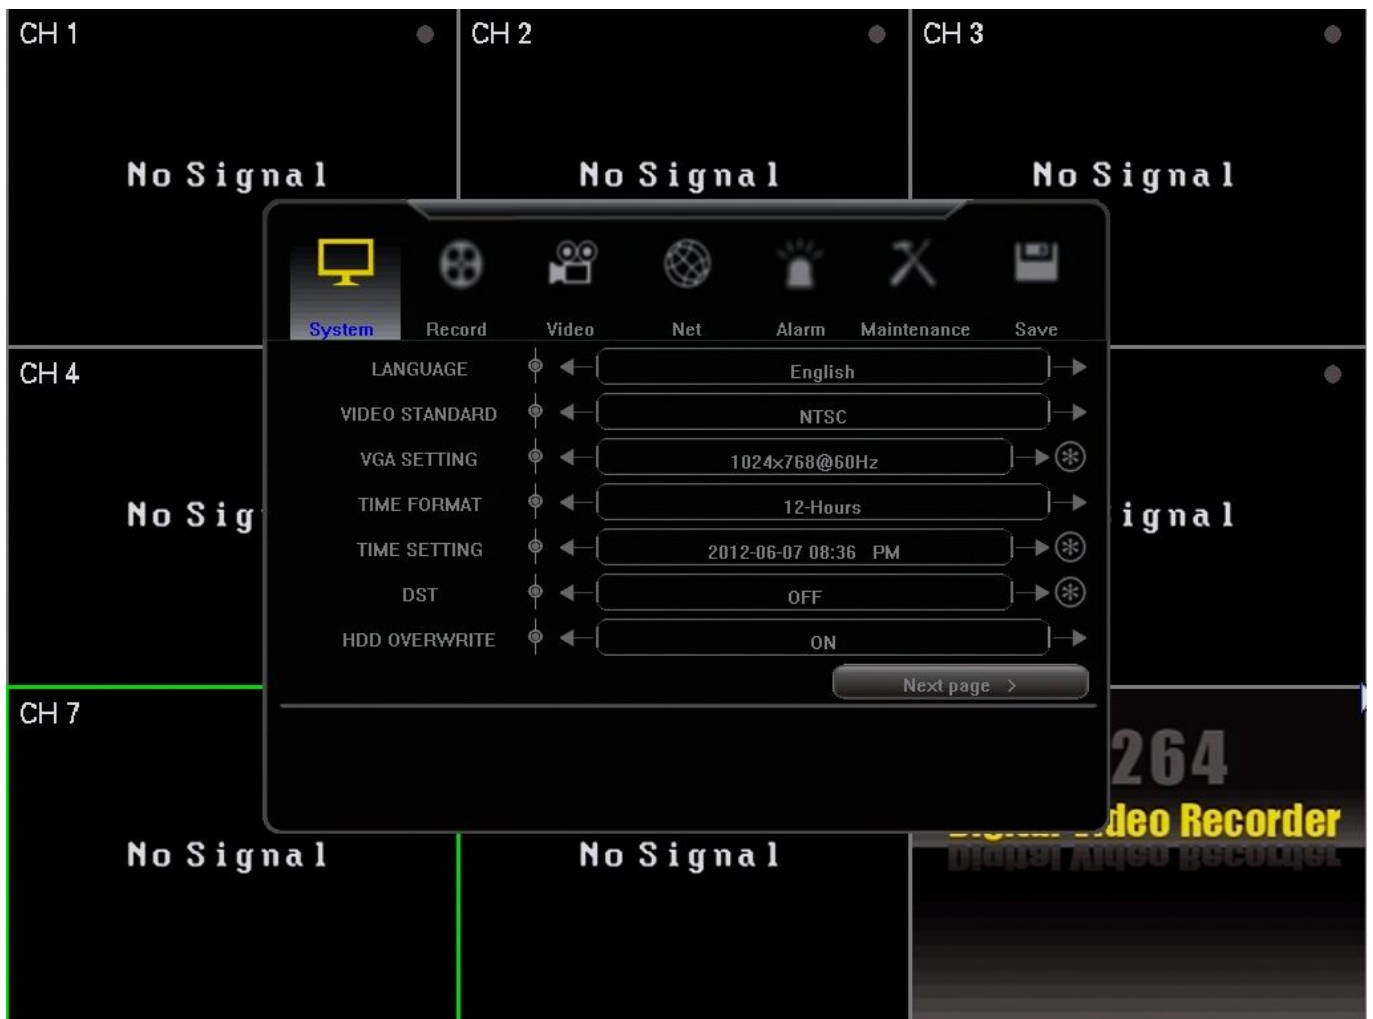 CH 1
CH 2
CH 3
No Signal
No Signal
No Signal
System
Record
Video
Net
Alarm
Maintenance
Save
LANGUAGE
English
VIDEO STANDARD
NTSC
VGA SETTING
1024x768@60Hz
TIME FORMAT
12-Hours
TIME SETTING
2012-06-07 08:36 PM
DST
OFF
HDD OVERWRITE
ON
Next page >
CH 4
No Sig
ignal
CH 7
No Signal
No Signal
264
Digital Video Recorder